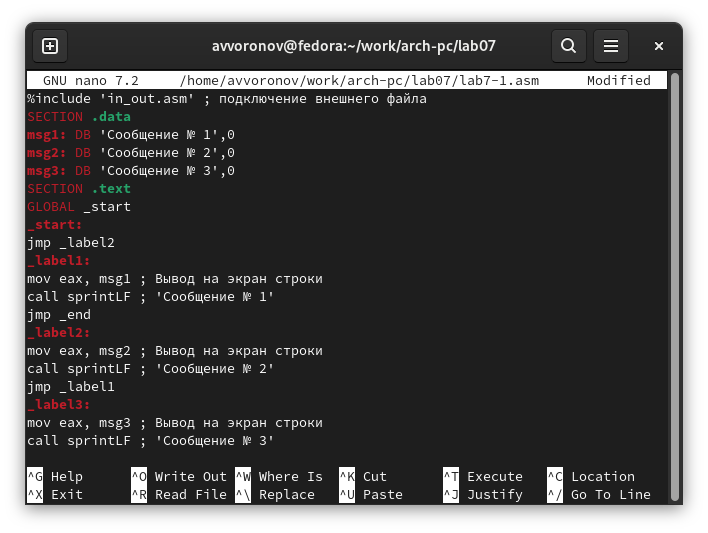 avvoronov@fedora:~/work/arch-pc/lab07
GNU nano 7.2 /home/avvoronov/work/arch-pc/lab07/lab7-1.asm Modified
%include 'in_out.asm' ; подключение внешнего файла
SECTION .data
msg1: DB 'Сообщение № 1',0
msg2: DB 'Сообщение № 2',0
msg3: DB 'Сообщение № 3',0
SECTION .text
GLOBAL _start
_start:
jmp _label2
_label1:
mov eax, msg1 ; Вывод на экран строки
call sprintLF ; 'Сообщение № 1'
jmp _end
_label2:
mov eax, msg2 ; Вывод на экран строки
call sprintLF ; 'Сообщение № 2'
jmp _label1
_label3:
mov eax, msg3 ; Вывод на экран строки
call sprintLF ; 'Сообщение № 3'
^G Help ^O Write Out ^W Where Is ^K Cut ^T Execute ^C Location
^X Exit ^R Read File ^\ Replace ^U Paste ^J Justify ^/ Go To Line